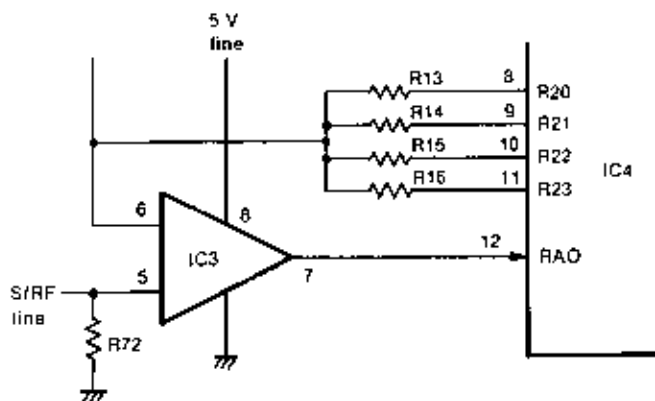 5 V
line
R13
8
R20
R14
9
R21
R15
10
R22
R16
11
R23
IC4
6
8
IC3
7
12
RAO
5
S/RF
line
R72